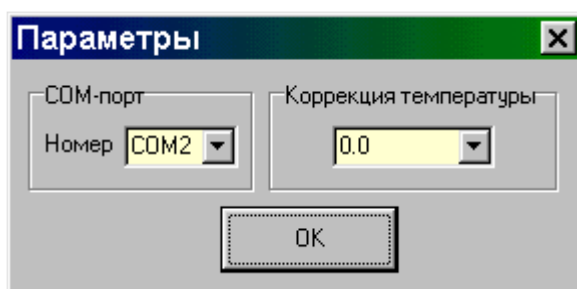 Параметры
COM-порт
Номер COM2
Коррекция температуры
0.0
OK